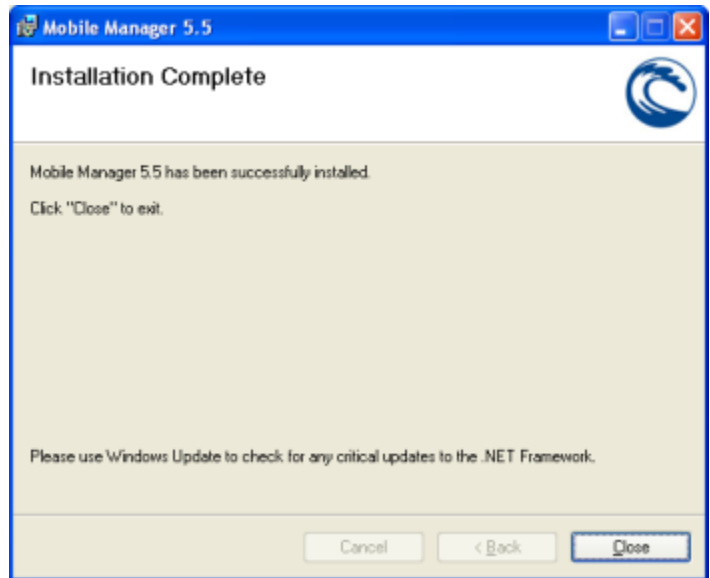 Mobile Manager 5.5
Installation Complete
Mobile Manager 5.5 has been successfully installed.
Click "Close" to exit.
Please use Windows Update to check for any critical updates to the .NET Framework.
Cancel
< Back
Close